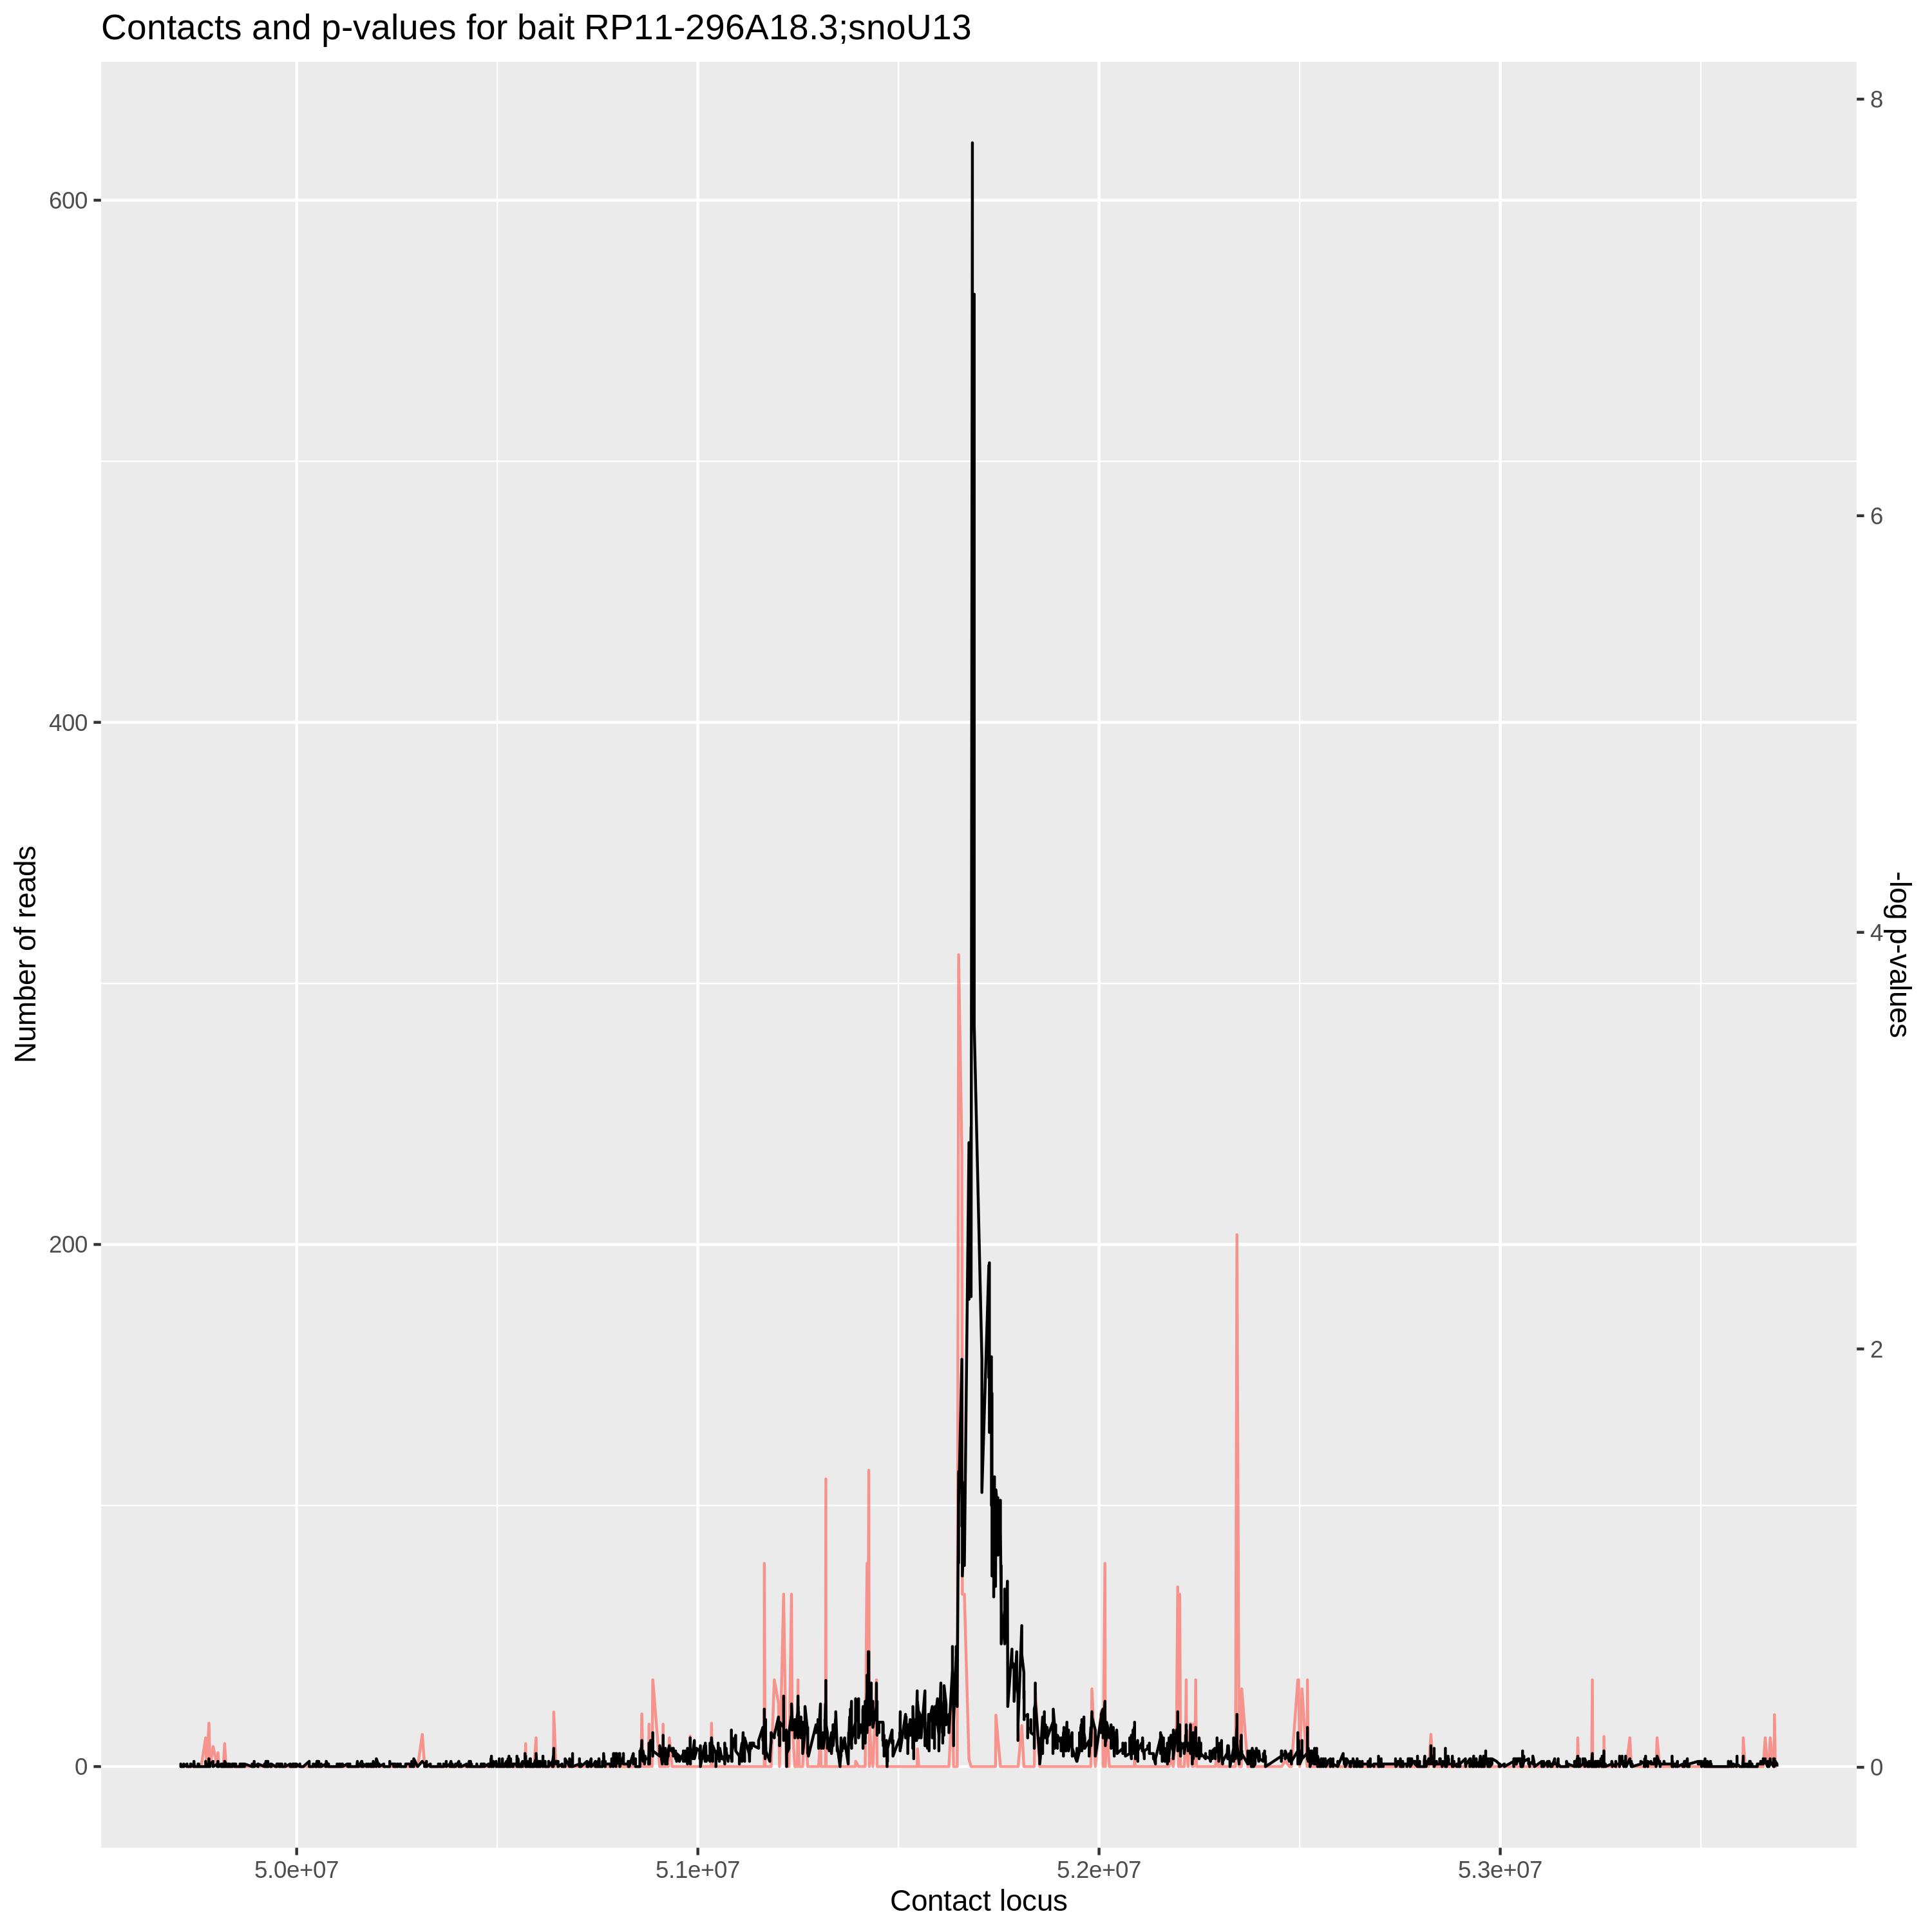 Contacts and p-values for bait RP11-296A18.3;snoU13
Number of reads
600
400
200
0
8
6
4
2
0
-log p-values
5.0e+07
5.1e+07
5.2e+07
5.3e+07
Contact locus